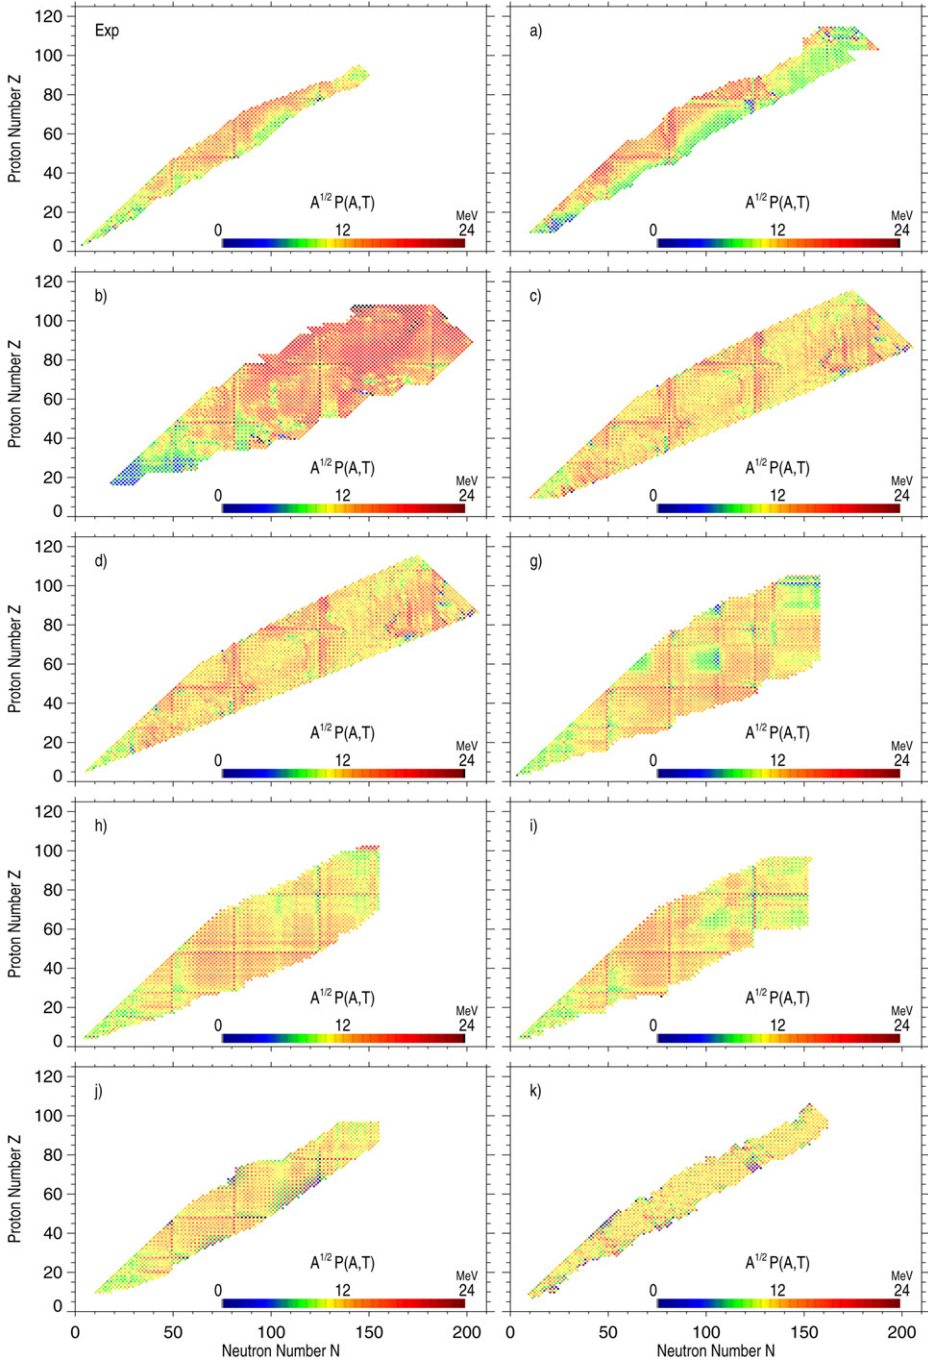 Exp
120
100
80
60
40
20
0
Proton Number Z
A1/2 P(A,T)
MeV
0 12 24
a)
A1/2 P(A,T)
MeV
0 12 24
b)
120
100
80
60
40
20
0
Proton Number Z
A1/2 P(A,T)
MeV
0 12 24
c)
A1/2 P(A,T)
MeV
0 12 24
d)
120
100
80
60
40
20
0
Proton Number Z
A1/2 P(A,T)
MeV
0 12 24
g)
A1/2 P(A,T)
MeV
0 12 24
h)
120
100
80
60
40
20
0
Proton Number Z
A1/2 P(A,T)
MeV
0 12 24
i)
A1/2 P(A,T)
MeV
0 12 24
j)
120
100
80
60
40
20
0
Proton Number Z
A1/2 P(A,T)
MeV
0 12 24
0 50 100 150 200
Neutron Number N
k)
A1/2 P(A,T)
MeV
0 12 24
0 50 100 150 200
Neutron Number N